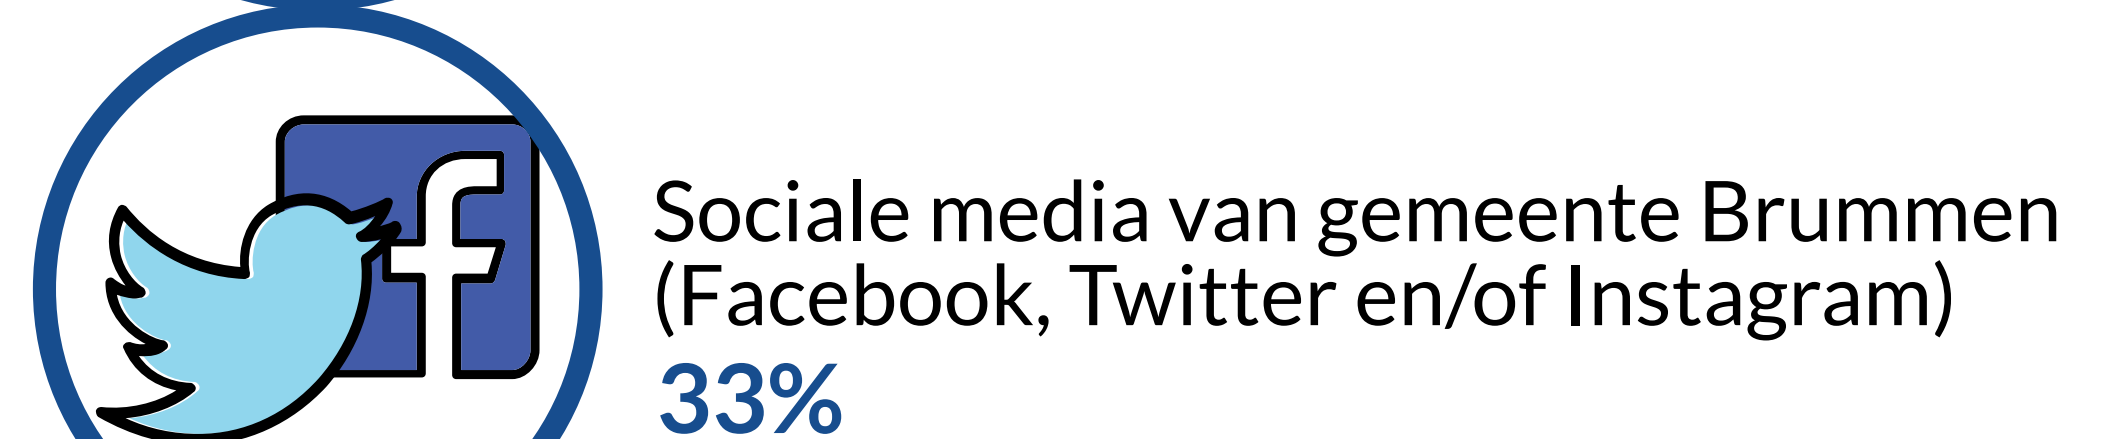 Sociale media van gemeente Brummen
(Facebook, Twitter en/of Instagram)
33%